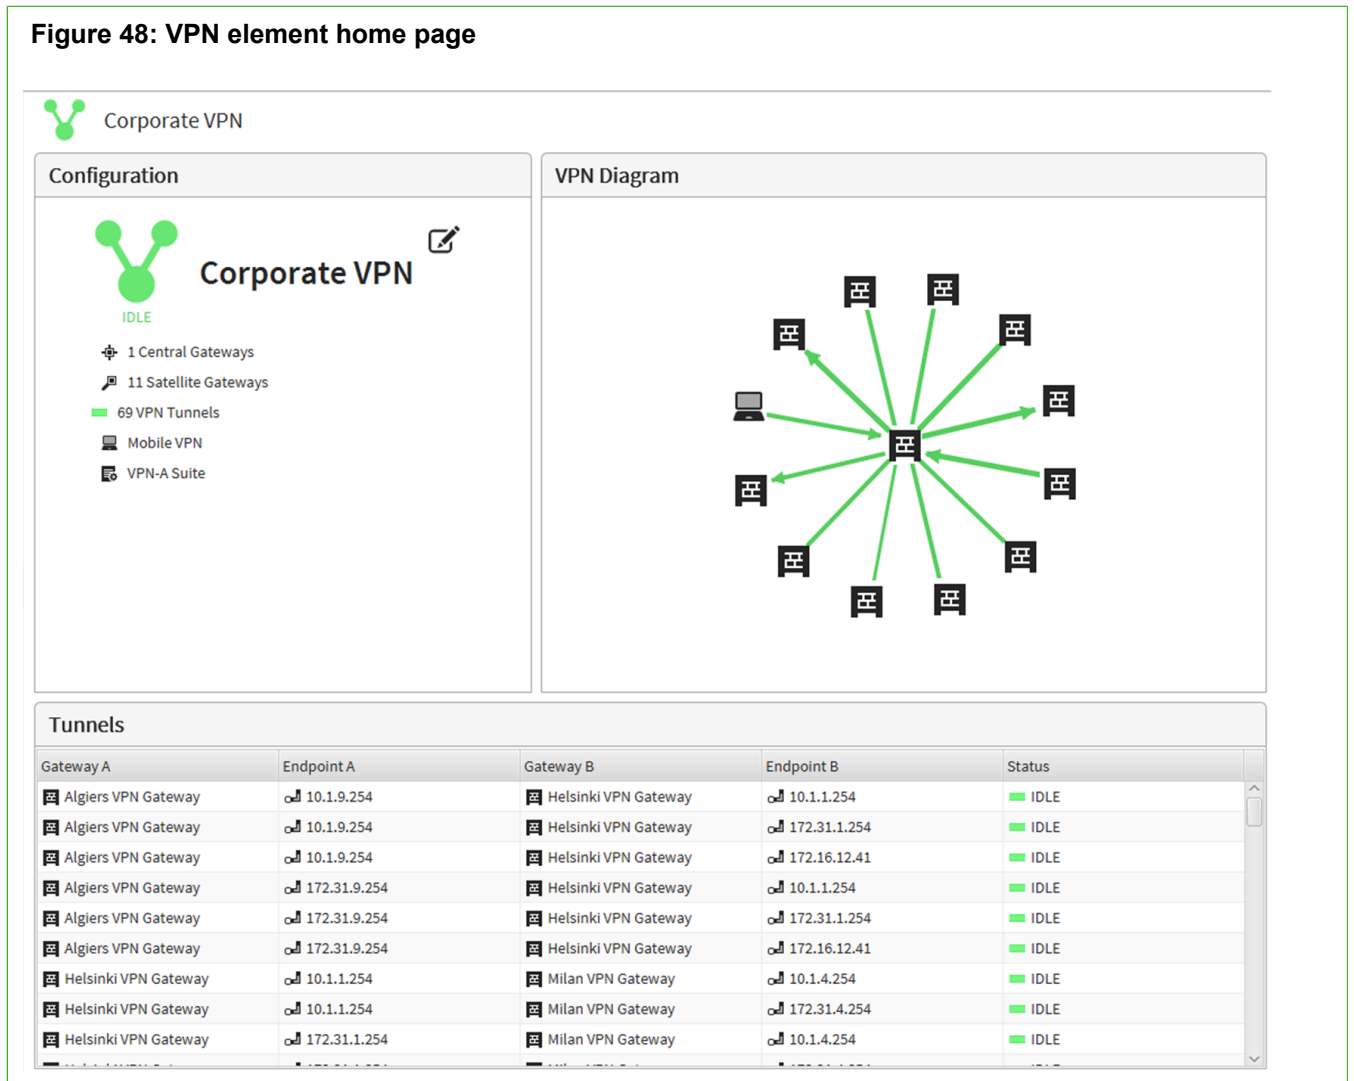 Figure 48: VPN element home page
Corporate VPN
Configuration
VPN Diagram
Corporate VPN
IDLE
1 Central Gateways
11 Satellite Gateways
69 VPN Tunnels
Mobile VPN
VPN-A Suite
Tunnels
Gateway A Endpoint A Gateway B Endpoint B Status
Algiers VPN Gateway 10.1.9.254 Helsinki VPN Gateway 10.1.1.254 IDLE
Algiers VPN Gateway 10.1.9.254 Helsinki VPN Gateway 172.31.1.254 IDLE
Algiers VPN Gateway 10.1.9.254 Helsinki VPN Gateway 172.16.12.41 IDLE
Algiers VPN Gateway 172.31.9.254 Helsinki VPN Gateway 10.1.1.254 IDLE
Algiers VPN Gateway 172.31.9.254 Helsinki VPN Gateway 172.31.1.254 IDLE
Algiers VPN Gateway 172.31.9.254 Helsinki VPN Gateway 172.16.12.41 IDLE
Helsinki VPN Gateway 10.1.1.254 Milan VPN Gateway 10.1.4.254 IDLE
Helsinki VPN Gateway 10.1.1.254 Milan VPN Gateway 172.31.4.254 IDLE
Helsinki VPN Gateway 172.31.1.254 Milan VPN Gateway 10.1.4.254 IDLE